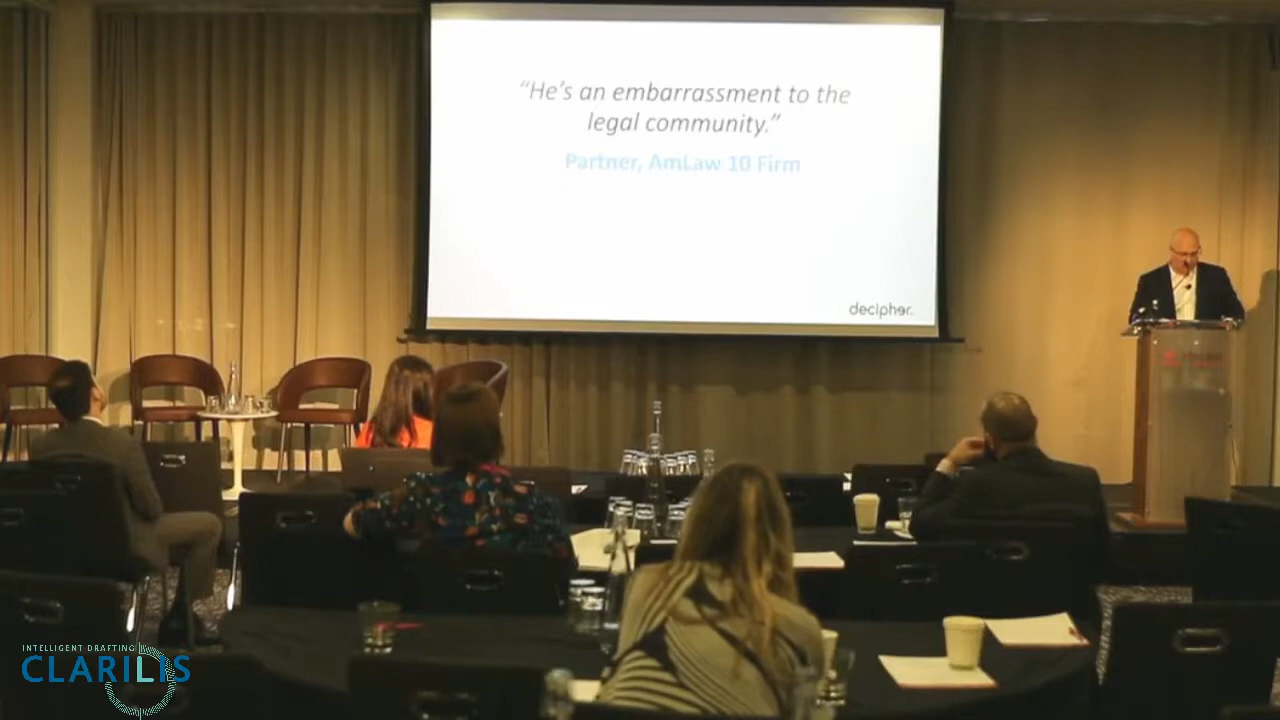 “He’s an embarrassment to the
legal community.”
Partner, AmLaw 10 Firm
decipher.
INTELLIGENT DRAFTING
CLARILIS